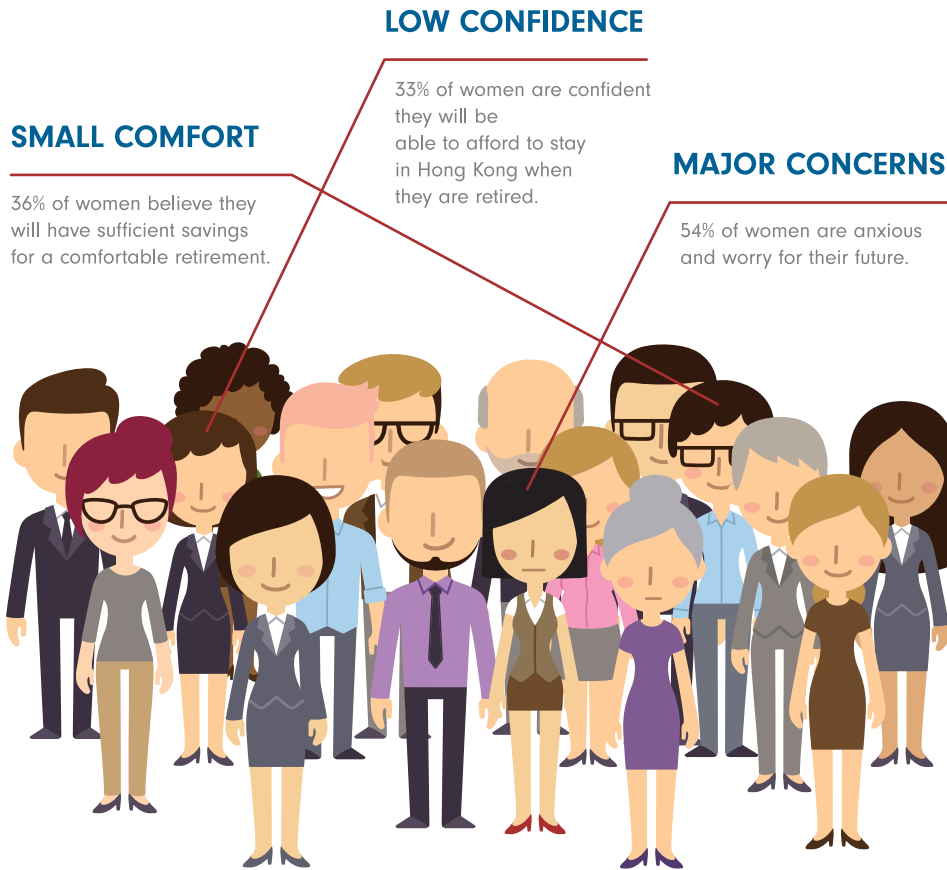 LOW CONFIDENCE
33% of women are confident
they will be
able to afford to stay
in Hong Kong when
they are retired.
SMALL COMFORT
36% of women believe they
will have sufficient savings
for a comfortable retirement.
MAJOR CONCERNS
54% of women are anxious
and worry for their future.